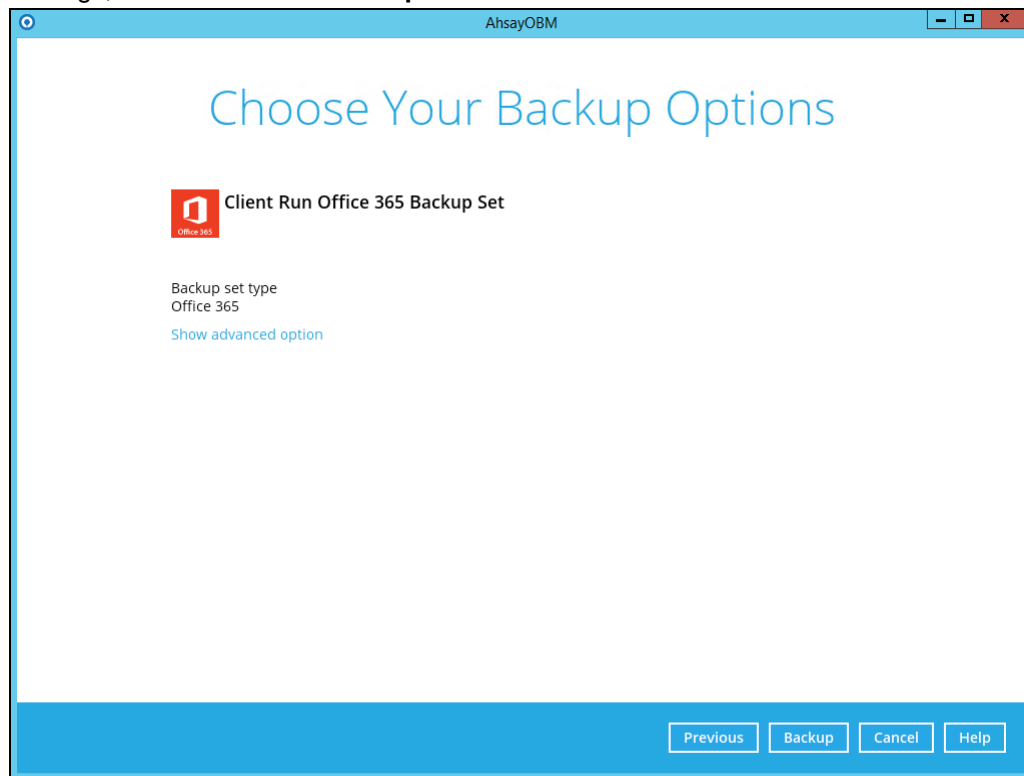 AhsayOBM
Choose Your Backup Options
Client Run Office 365 Backup Set
Office 365
Backup set type
Office 365
Show advanced option
Previous Backup Cancel Help